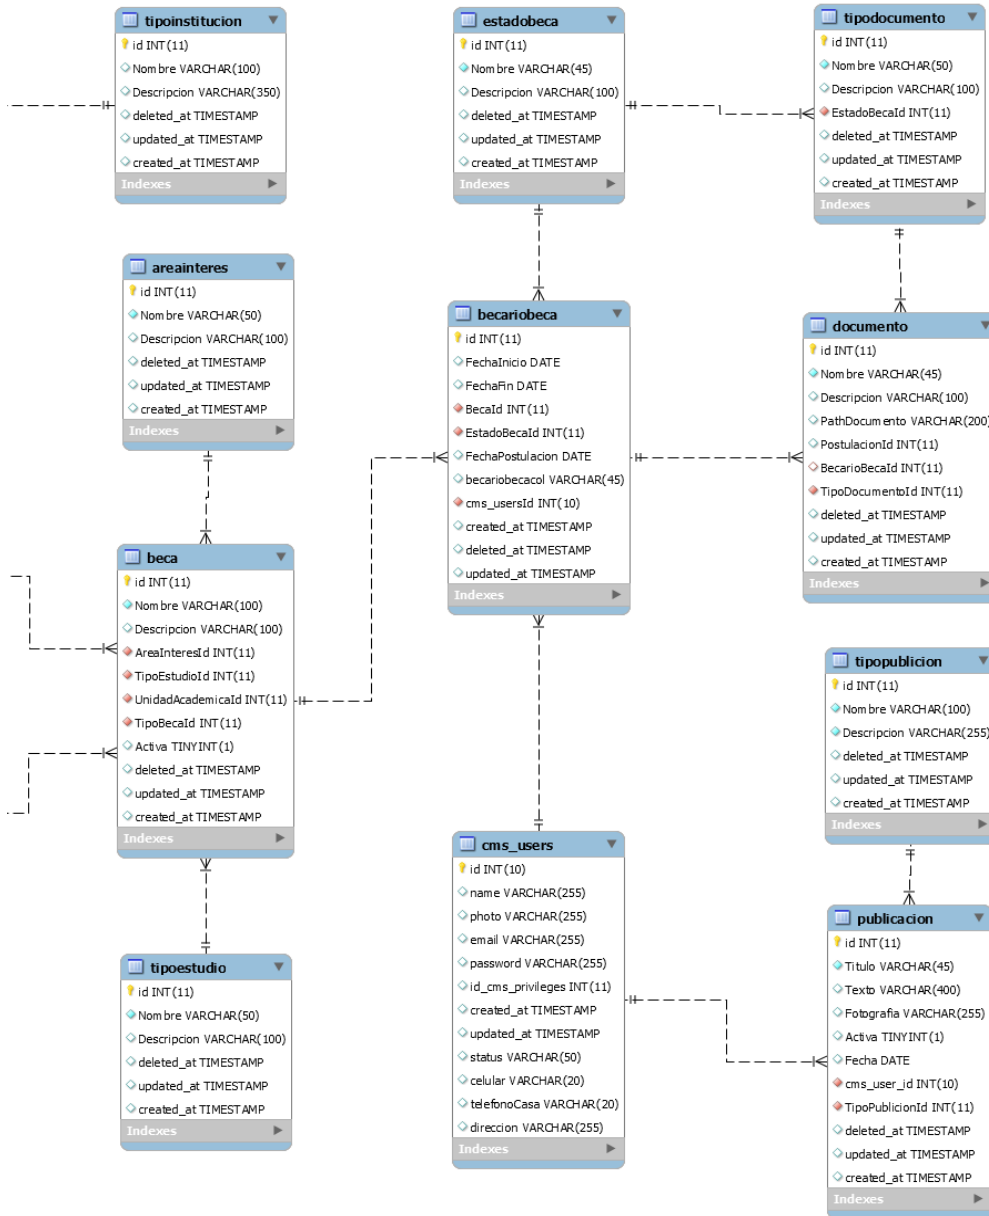 tipoinstitucion
id INT(11)
Nombre VARCHAR(100)
Descripcion VARCHAR(350)
deleted_at TIMESTAMP
updated_at TIMESTAMP
created_at TIMESTAMP
Indexes
estadobeca
id INT(11)
Nombre VARCHAR(45)
Descripcion VARCHAR(100)
deleted_at TIMESTAMP
updated_at TIMESTAMP
created_at TIMESTAMP
Indexes
tipodocumento
id INT(11)
Nombre VARCHAR(50)
Descripcion VARCHAR(100)
EstadoBecaId INT(11)
deleted_at TIMESTAMP
updated_at TIMESTAMP
created_at TIMESTAMP
Indexes
areainteres
id INT(11)
Nombre VARCHAR(50)
Descripcion VARCHAR(100)
deleted_at TIMESTAMP
updated_at TIMESTAMP
created_at TIMESTAMP
Indexes
becariobeca
id INT(11)
FechaInicio DATE
FechaFin DATE
BecaId INT(11)
EstadoBecaId INT(11)
FechaPostulacion DATE
becariobecacol VARCHAR(45)
cms_usersId INT(10)
created_at TIMESTAMP
deleted_at TIMESTAMP
updated_at TIMESTAMP
Indexes
documento
id INT(11)
Nombre VARCHAR(45)
Descripcion VARCHAR(100)
PathDocumento VARCHAR(200)
PostulacionId INT(11)
BecarioBecaId INT(11)
TipoDocumentoId INT(11)
deleted_at TIMESTAMP
updated_at TIMESTAMP
created_at TIMESTAMP
Indexes
beca
id INT(11)
Nombre VARCHAR(100)
Descripcion VARCHAR(100)
AreaInteresId INT(11)
TipoEstudioId INT(11)
UnidadAcademicaId INT(11)
TipoBecaId INT(11)
Activa TINYINT(1)
deleted_at TIMESTAMP
updated_at TIMESTAMP
created_at TIMESTAMP
Indexes
tipopublicion
id INT(11)
Nombre VARCHAR(100)
Descripcion VARCHAR(255)
deleted_at TIMESTAMP
updated_at TIMESTAMP
created_at TIMESTAMP
Indexes
tipoestudio
id INT(11)
Nombre VARCHAR(50)
Descripcion VARCHAR(100)
deleted_at TIMESTAMP
updated_at TIMESTAMP
created_at TIMESTAMP
Indexes
cms_users
id INT(10)
name VARCHAR(255)
photo VARCHAR(255)
email VARCHAR(255)
password VARCHAR(255)
id_cms_privileges INT(11)
created_at TIMESTAMP
updated_at TIMESTAMP
status VARCHAR(50)
celular VARCHAR(20)
telefonoCasa VARCHAR(20)
direccion VARCHAR(255)
Indexes
publicacion
id INT(11)
Titulo VARCHAR(45)
Texto VARCHAR(400)
Fotografia VARCHAR(255)
Activa TINYINT(1)
Fecha DATE
cms_user_id INT(10)
TipoPublicionId INT(11)
deleted_at TIMESTAMP
updated_at TIMESTAMP
created_at TIMESTAMP
Indexes